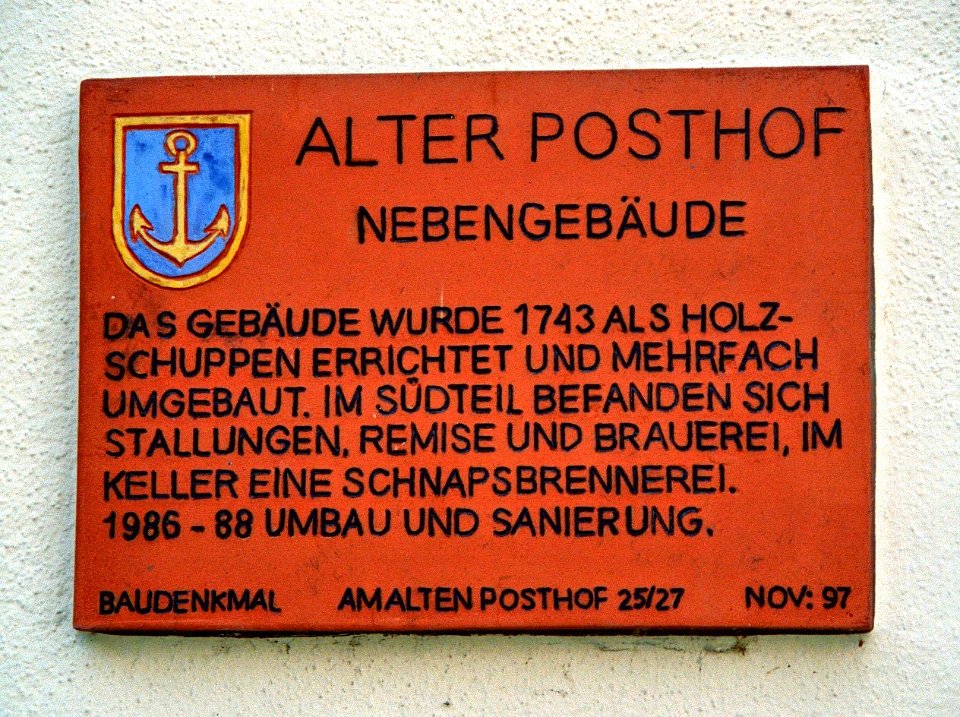 ALTER POSTHOF
NEBENGEBÄUDE
DAS GEBÄUDE WURDE 1743 ALS HOLZ-
SCHUPPEN ERRICHTET UND MEHRFACH
UMGEBAUT. IM SÜDTEIL BEFANDEN SICH
STALLUNGEN, REMISE UND BRAUEREI, IM
KELLER EINE SCHNAPSBRENNEREI.
1986 - 88 UMBAU UND SANIERUNG.
BAUDENKMAL AM ALTEN POSTHOF 25/27 NOV: 97